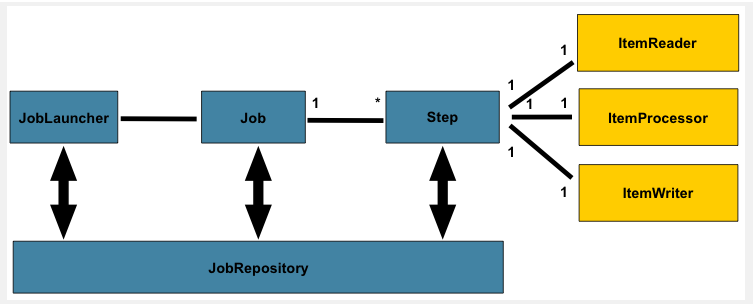 ItemReader
1
1
JobLauncher
Job
1
*
Step
1
1
ItemProcessor
1
1
ItemWriter
JobRepository